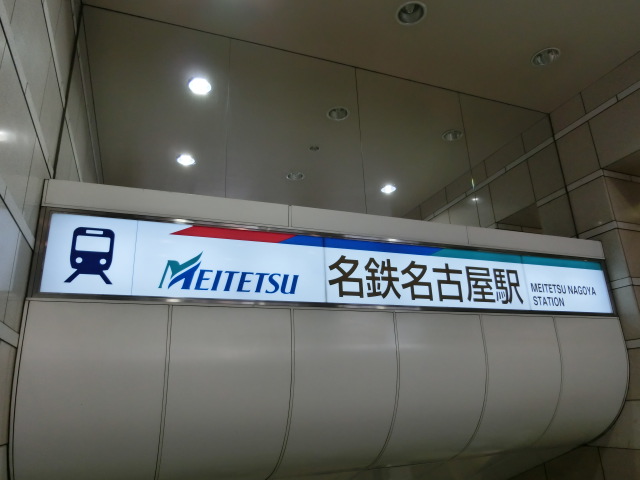 MEITETSU
名鉄名古屋駅
MEITETSU NAGOYA
STATION